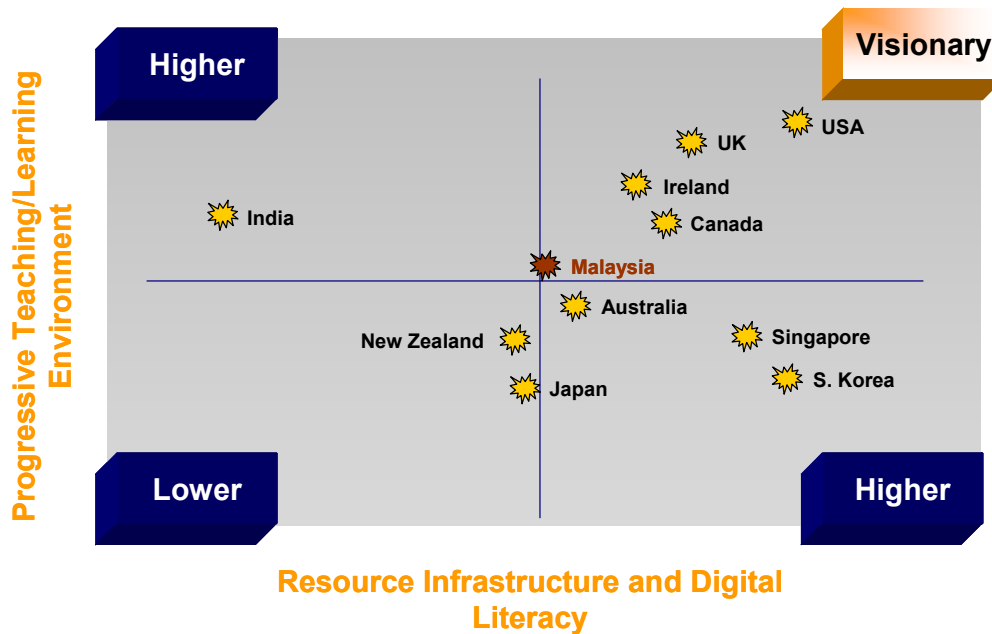 Higher
Visionary
USA
UK
Ireland
India
Canada
Malaysia
Australia
New Zealand
Singapore
S. Korea
Japan
Lower
Higher
Progressive Teaching/Learning
Environment
Resource Infrastructure and Digital
Literacy